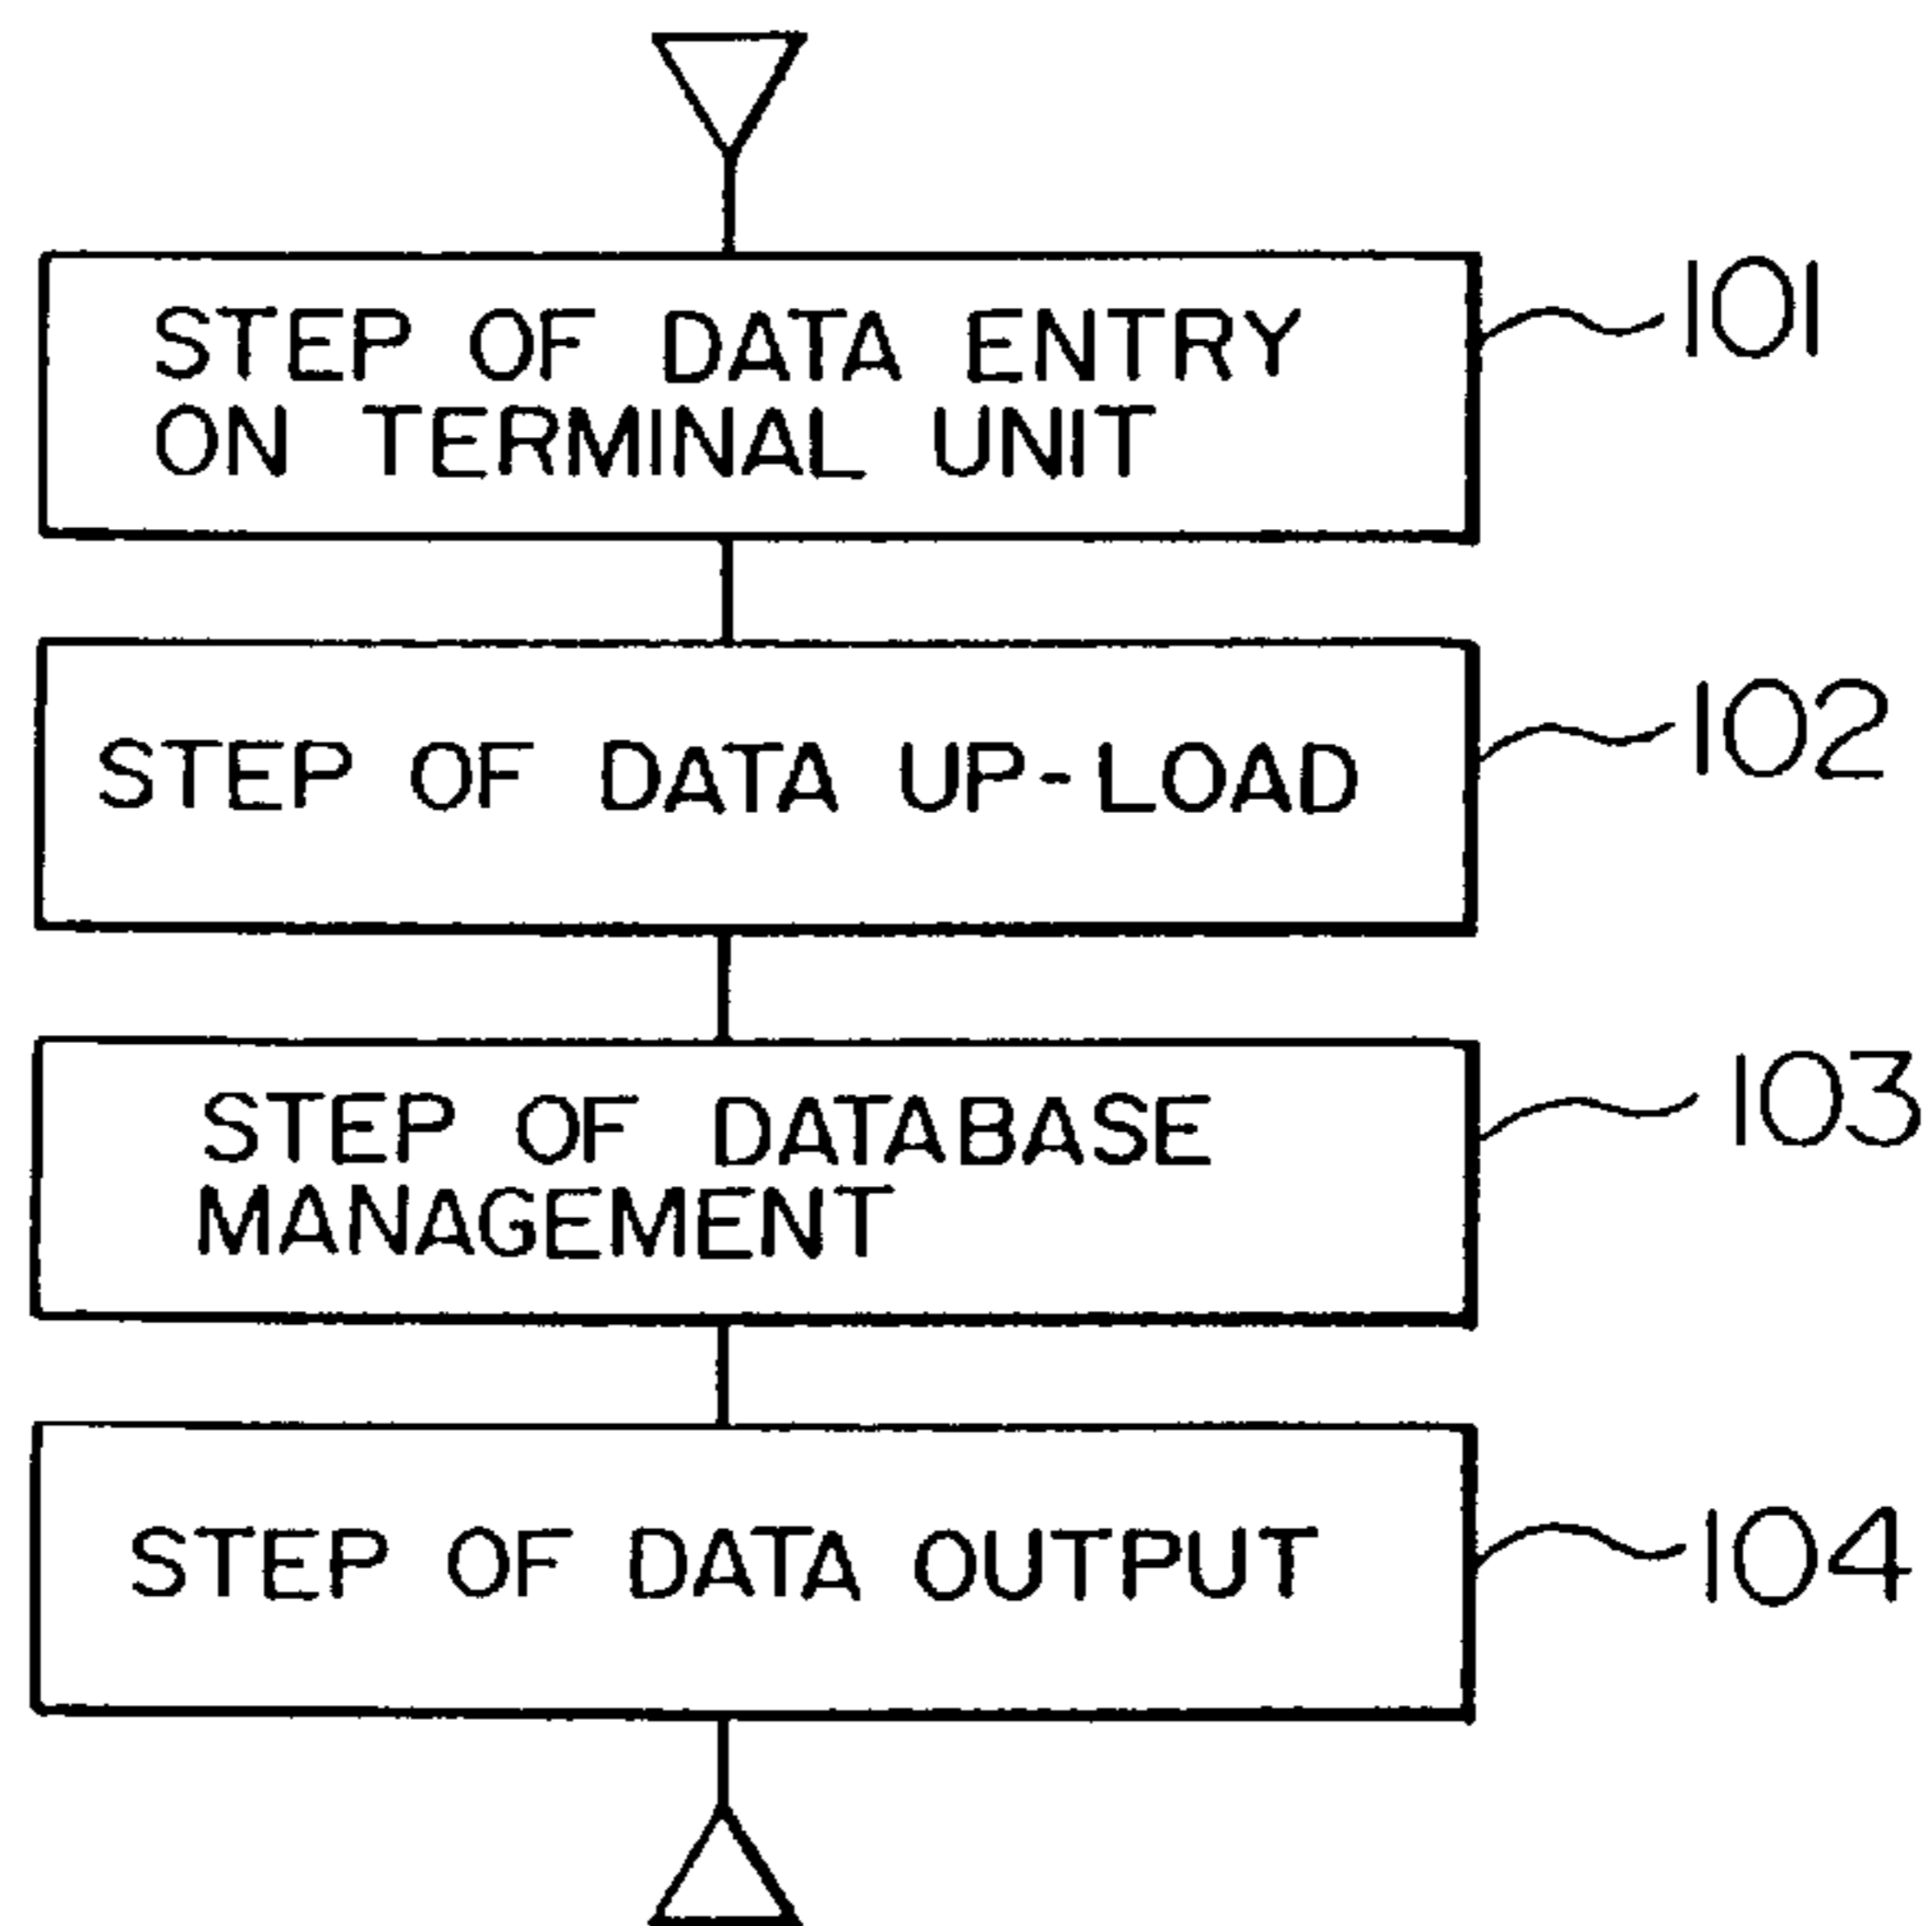 STEP OF DATA ENTRY
ON TERMINAL UNIT
101
STEP OF DATA UP-LOAD
102
STEP OF DATABASE
MANAGEMENT
103
STEP OF DATA OUTPUT
104